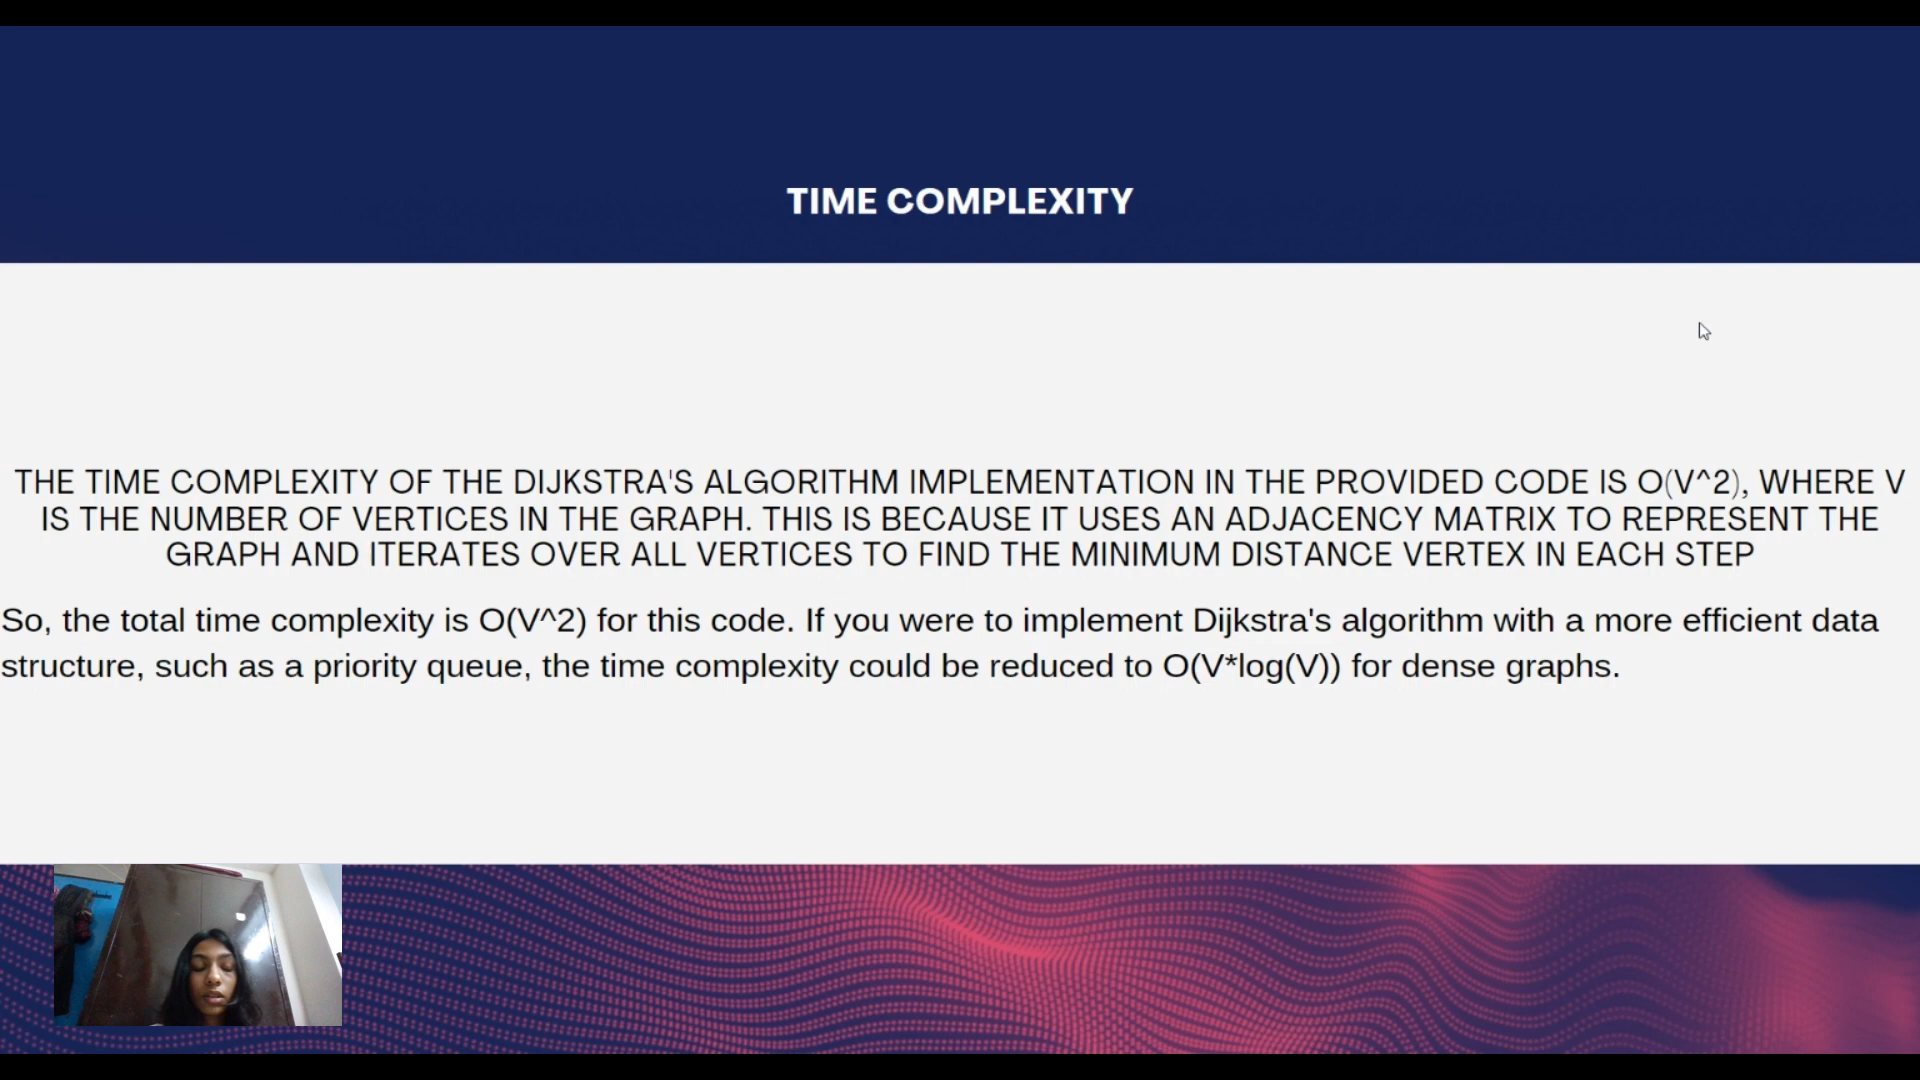 TIME COMPLEXITY
THE TIME COMPLEXITY OF THE DIJKSTRA'S ALGORITHM IMPLEMENTATION IN THE PROVIDED CODE IS O(V^2), WHERE V
IS THE NUMBER OF VERTICES IN THE GRAPH. THIS IS BECAUSE IT USES AN ADJACENCY MATRIX TO REPRESENT THE
GRAPH AND ITERATES OVER ALL VERTICES TO FIND THE MINIMUM DISTANCE VERTEX IN EACH STEP
So, the total time complexity is O(V^2) for this code. If you were to implement Dijkstra's algorithm with a more efficient data
structure, such as a priority queue, the time complexity could be reduced to O(V*log(V)) for dense graphs.